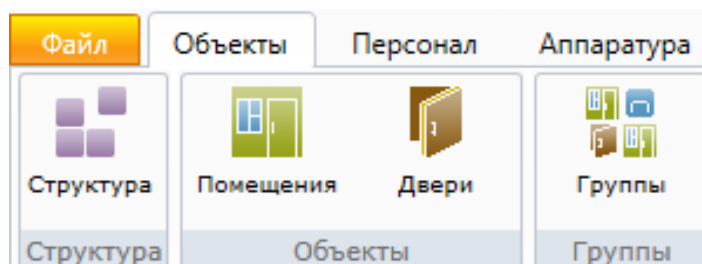 Файл Объекты Персонал Аппаратура
Структура Помещения Двери Группы
Структура Объекты Группы